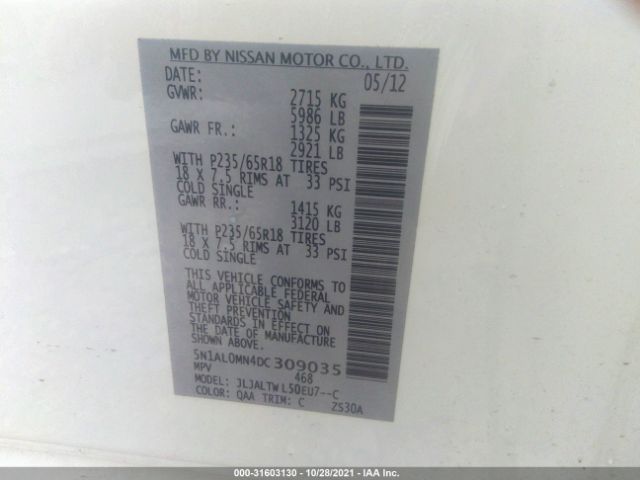 MFD BY NISSAN MOTOR CO., LTD.
DATE: 05/12
GVWR: 2715 KG
5986 LB
GAWR FR.: 1325 KG
2921 LB
WITH P235/65R18 TIRES
18 X 7.5 RIMS AT 33 PSI
COLD SINGLE
GAWR RR.: 1415 KG
3120 LB
WITH P235/65R18 TIRES
18 X 7.5 RIMS AT 33 PSI
COLD SINGLE
THIS VEHICLE CONFORMS TO
ALL APPLICABLE FEDERAL
MOTOR VEHICLE SAFETY AND
THEFT PREVENTION
STANDARDS IN EFFECT ON
THE DATE OF MANUFACTURE
SHOWN ABOVE.
5N1AL0MN4DC309035
MPV 468
MODEL: JLJALTWL50EU7--C
COLOR: QAA TRIM: C ZS30A
000-31603130 - 10/28/2021 - IAA Inc.